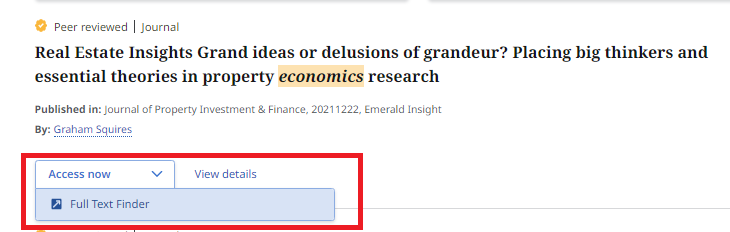 Peer reviewed | Journal
Real Estate Insights Grand ideas or delusions of grandeur? Placing big thinkers and
essential theories in property economics research
Published in: Journal of Property Investment & Finance, 20211222, Emerald Insight
By: Graham Squires
Access now View details
Full Text Finder